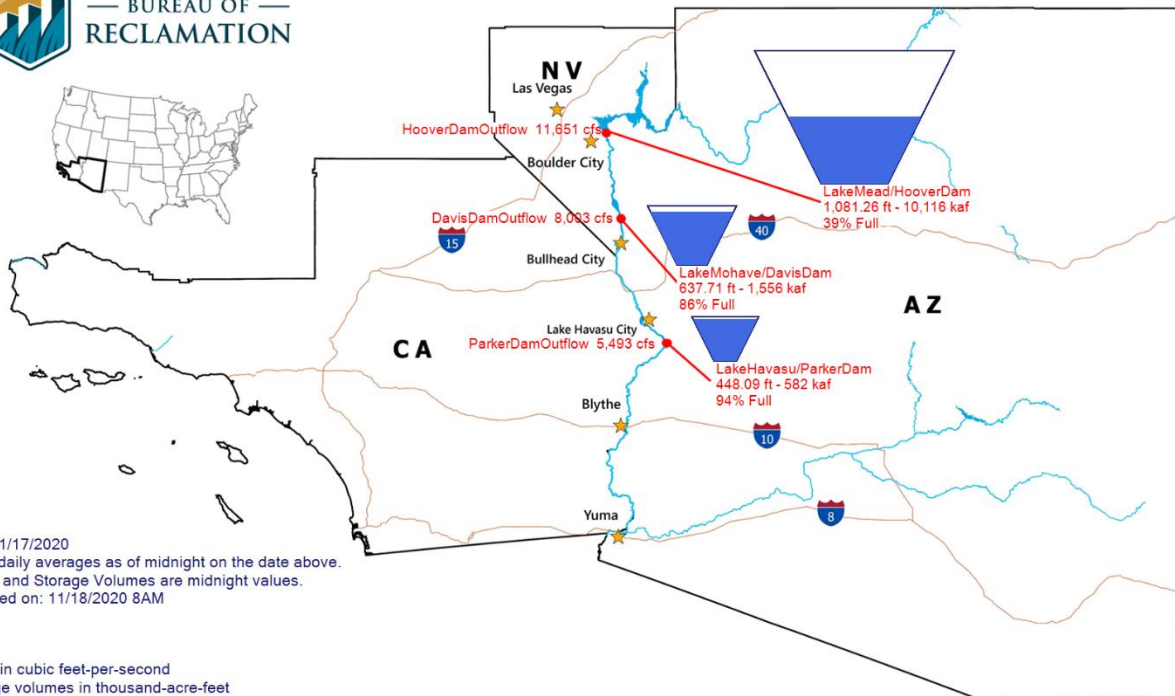 — BUREAU OF —
RECLAMATION
NV
Las Vegas
HooverDamOutflow 11,651 cfs
Boulder City
LakeMead/HooverDam
1,081.26 ft - 10,116 kaf
39% Full
DavisDamOutflow 8,003 cfs
15
40
Bullhead City
LakeMohave/DavisDam
637.71 ft - 1,556 kaf
86% Full
AZ
Lake Havasu City
CA
ParkerDamOutflow 5,493 cfs
LakeHavasu/ParkerDam
448.09 ft - 582 kaf
94% Full
Blythe
10
8
Yuma
1/17/2020
daily averages as of midnight on the date above.
and Storage Volumes are midnight values.
ed on: 11/18/2020 8AM
in cubic feet-per-second
ge volumes in thousand-acre-feet